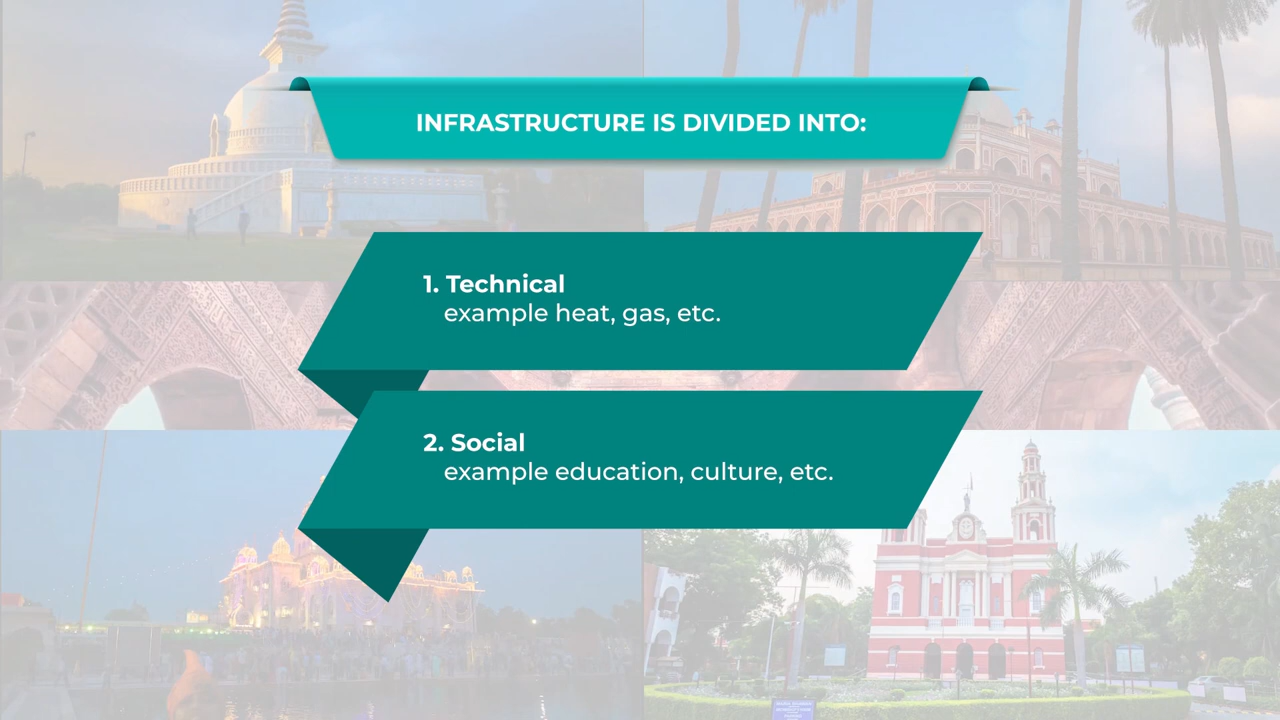 INFRASTRUCTURE IS DIVIDED INTO:
1. Technical
example heat, gas, etc.
2. Social
example education, culture, etc.